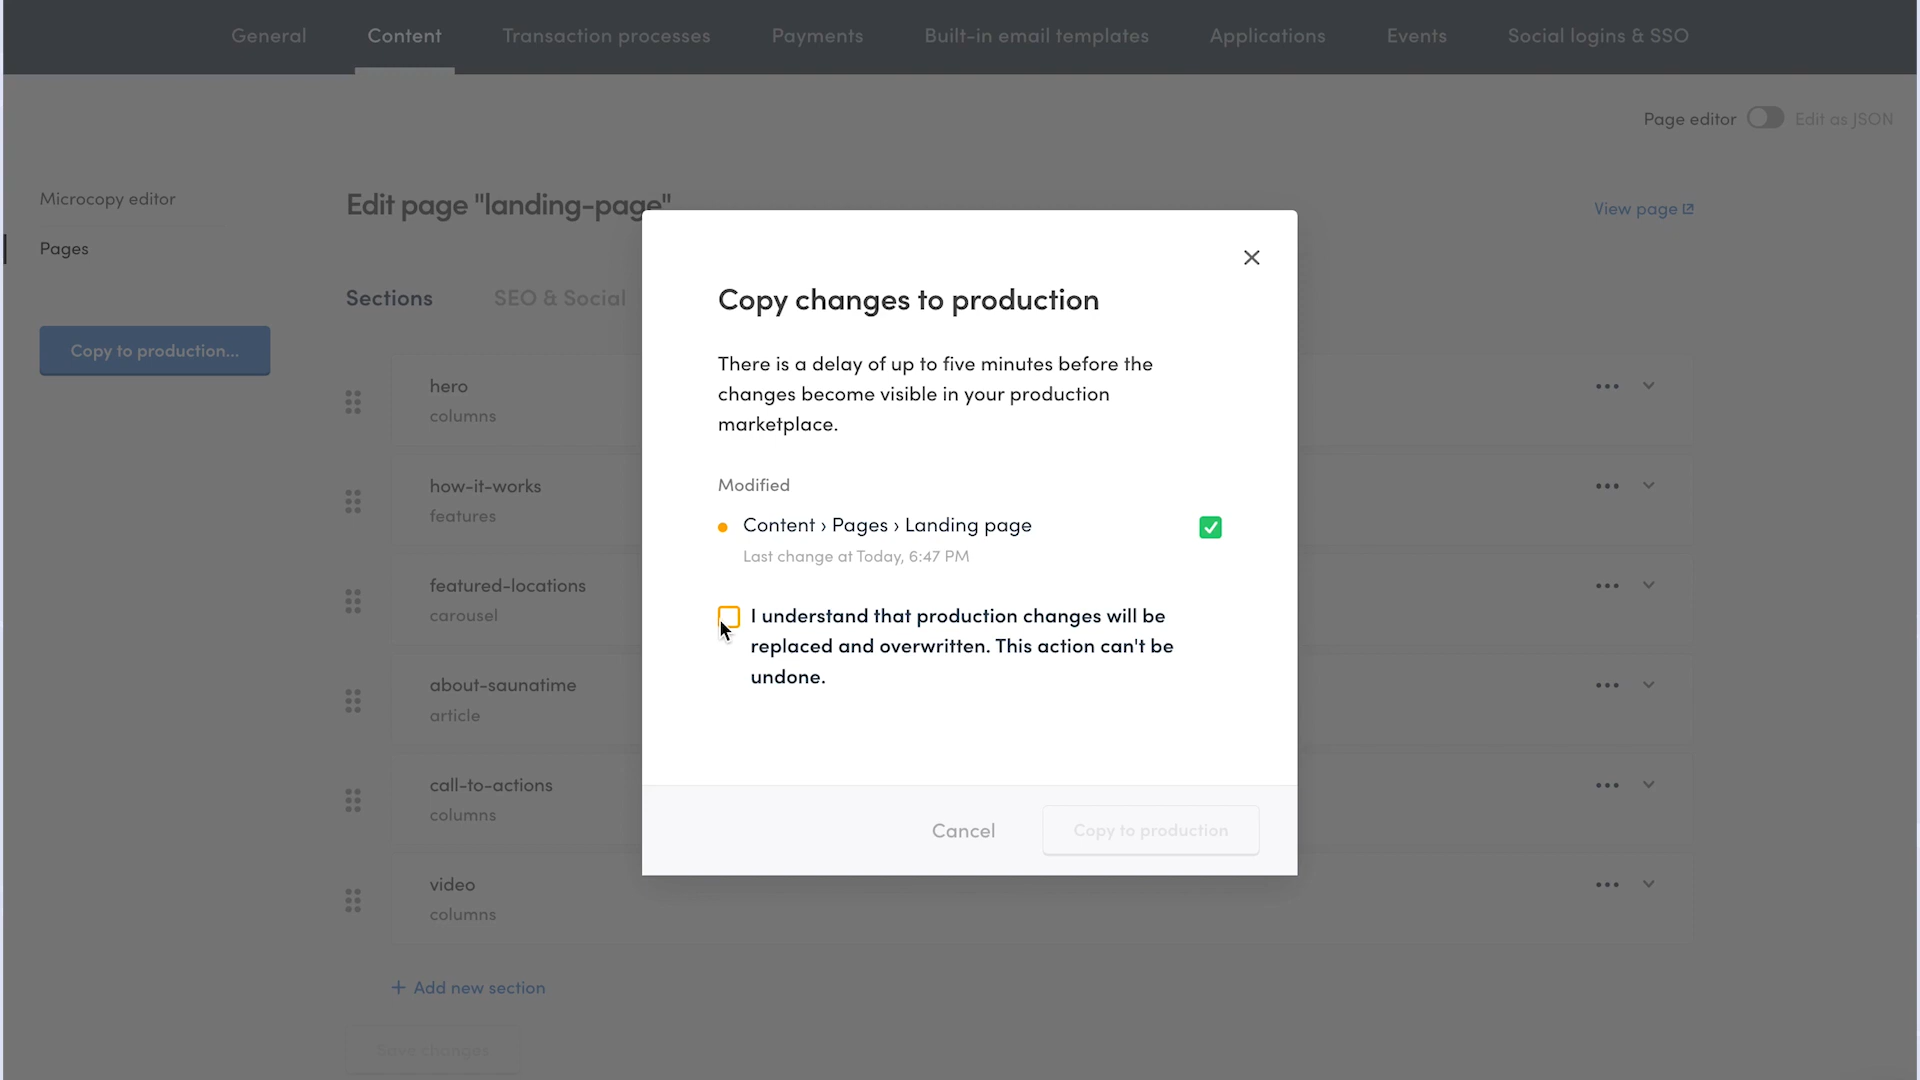 General
Content
Transaction processes
Payments
Built-in email templates
Applications
Events
Social logins & SSO
Page editor
Edit as JSON
Microcopy editor
Pages
Copy to production...
Edit page "landing-page"
View page
Sections
SEO & Social
hero
columns
how-it-works
features
featured-locations
carousel
about-saunatime
article
call-to-actions
columns
video
columns
+ Add new section
Save changes
Copy changes to production
There is a delay of up to five minutes before the
changes become visible in your production
marketplace.
Modified
Content › Pages › Landing page
Last change at Today, 6:47 PM
I understand that production changes will be
replaced and overwritten. This action can't be
undone.
Cancel
Copy to production